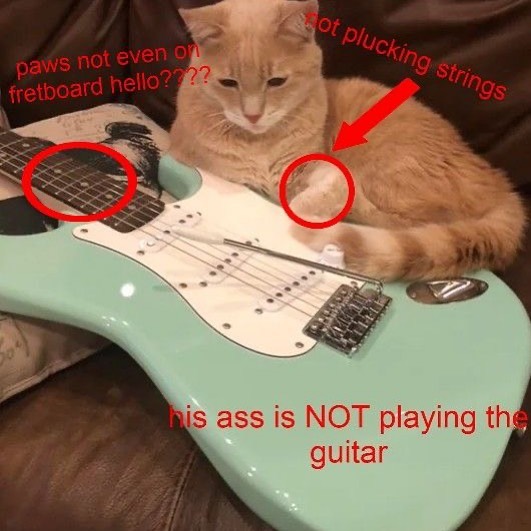 paws not even on
fretboard hello????
not plucking strings
his ass is NOT playing the
guitar